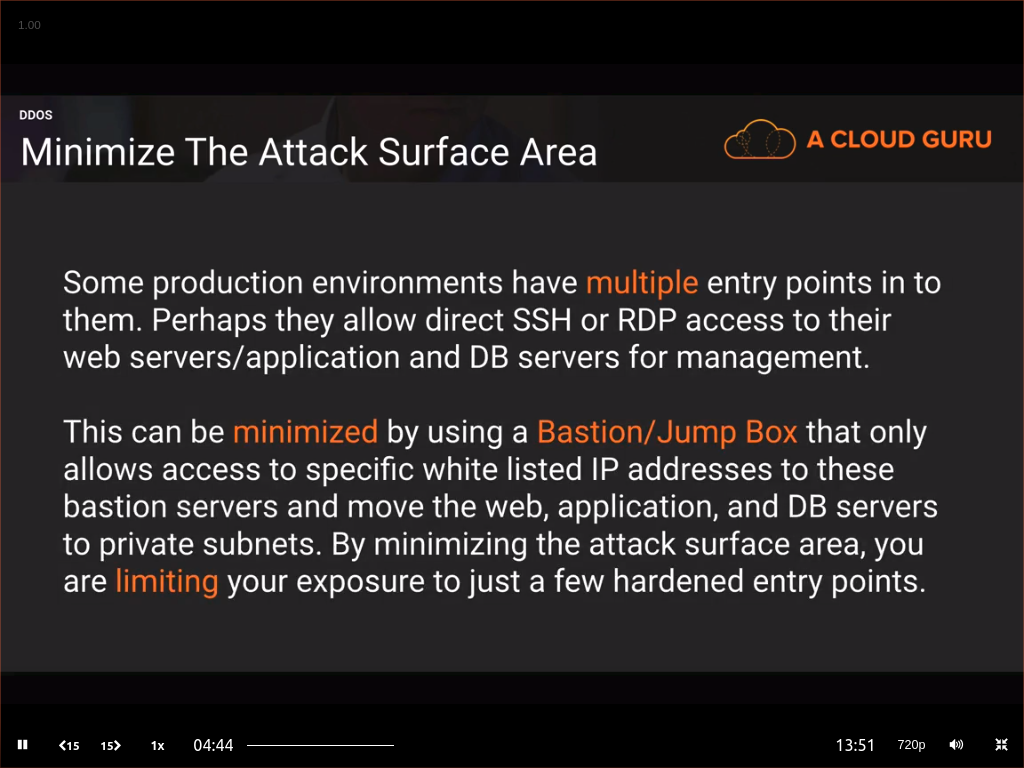 1.00
DDOS
Minimize The Attack Surface Area
A CLOUD GURU
Some production environments have multiple entry points in to
them. Perhaps they allow direct SSH or RDP access to their
web servers/application and DB servers for management.
This can be minimized by using a Bastion/Jump Box that only
allows access to specific white listed IP addresses to these
bastion servers and move the web, application, and DB servers
to private subnets. By minimizing the attack surface area, you
are limiting your exposure to just a few hardened entry points.
15 15 1x 04:44 13:51 720p